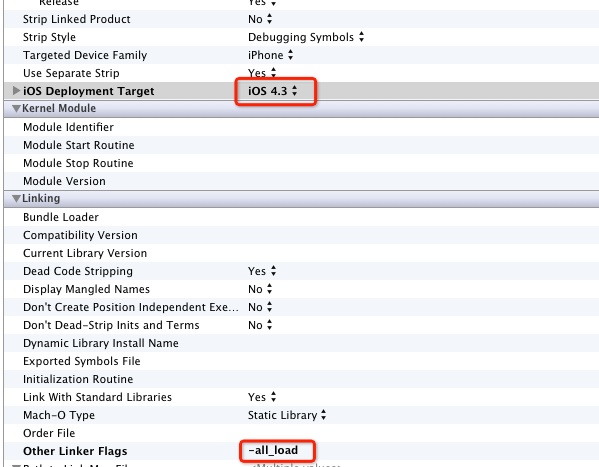 Release Yes
Strip Linked Product No
Strip Style Debugging Symbols
Targeted Device Family iPhone
Use Separate Strip Yes
iOS Deployment Target iOS 4.3
Kernel Module
Module Identifier
Module Start Routine
Module Stop Routine
Module Version
Linking
Bundle Loader
Compatibility Version
Current Library Version
Dead Code Stripping Yes
Display Mangled Names No
Don't Create Position Independent Exe... No
Don't Dead-Strip Inits and Terms No
Dynamic Library Install Name
Exported Symbols File
Initialization Routine
Link With Standard Libraries Yes
Mach-O Type Static Library
Order File
Other Linker Flags -all_load